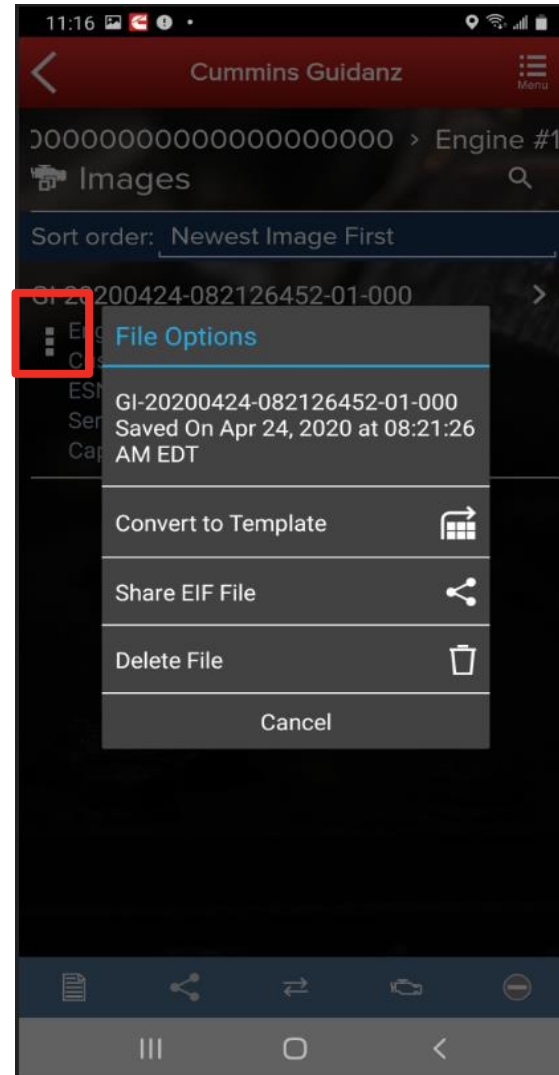 11:16
Cummins Guidanz
Menu
00000000000000000000000 > Engine #1
Images
Sort order: Newest Image First
GI-20200424-082126452-01-000
File Options
GI-20200424-082126452-01-000
Saved On Apr 24, 2020 at 08:21:26
AM EDT
Convert to Template
Share EIF File
Delete File
Cancel